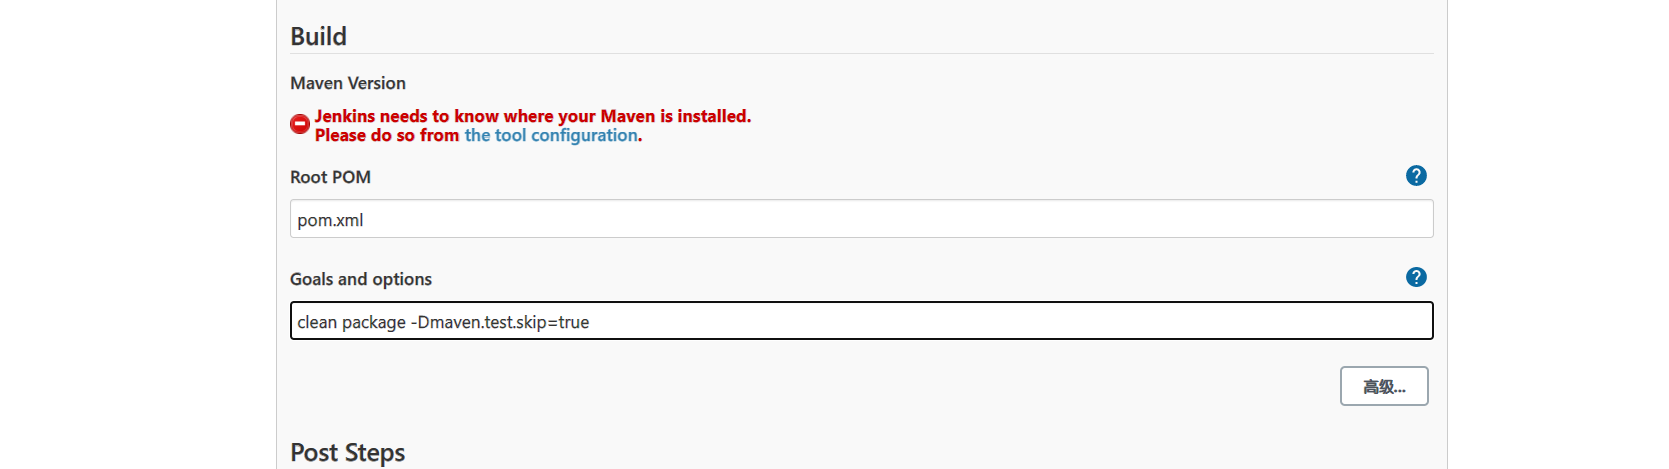 Build
Maven Version
Jenkins needs to know where your Maven is installed.
Please do so from the tool configuration.
Root POM
?
pom.xml
Goals and options
?
clean package -Dmaven.test.skip=true
高级...
Post Steps